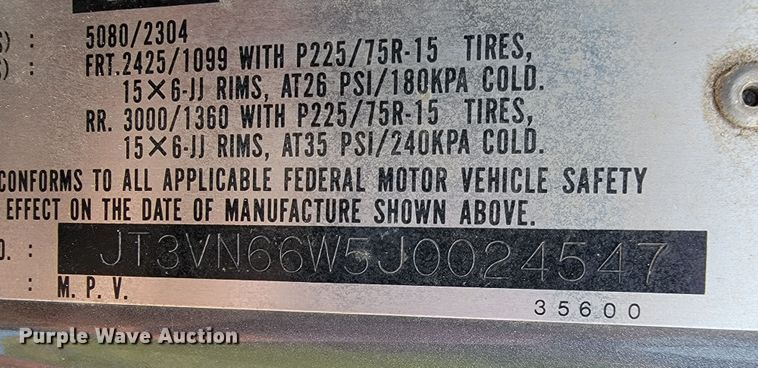 S) : 5080/2304
S) : FRT.2425/1099 WITH P225/75R-15 TIRES,
15×6-JJ RIMS, AT26 PSI/180KPA COLD.
RR. 3000/1360 WITH P225/75R-15 TIRES,
15×6-JJ RIMS, AT35 PSI/240KPA COLD.
CONFORMS TO ALL APPLICABLE FEDERAL MOTOR VEHICLE SAFETY
EFFECT ON THE DATE OF MANUFACTURE SHOWN ABOVE.
O. : JT3VN66W5J0024547
: M. P. V.
35600
Purple Wave Auction